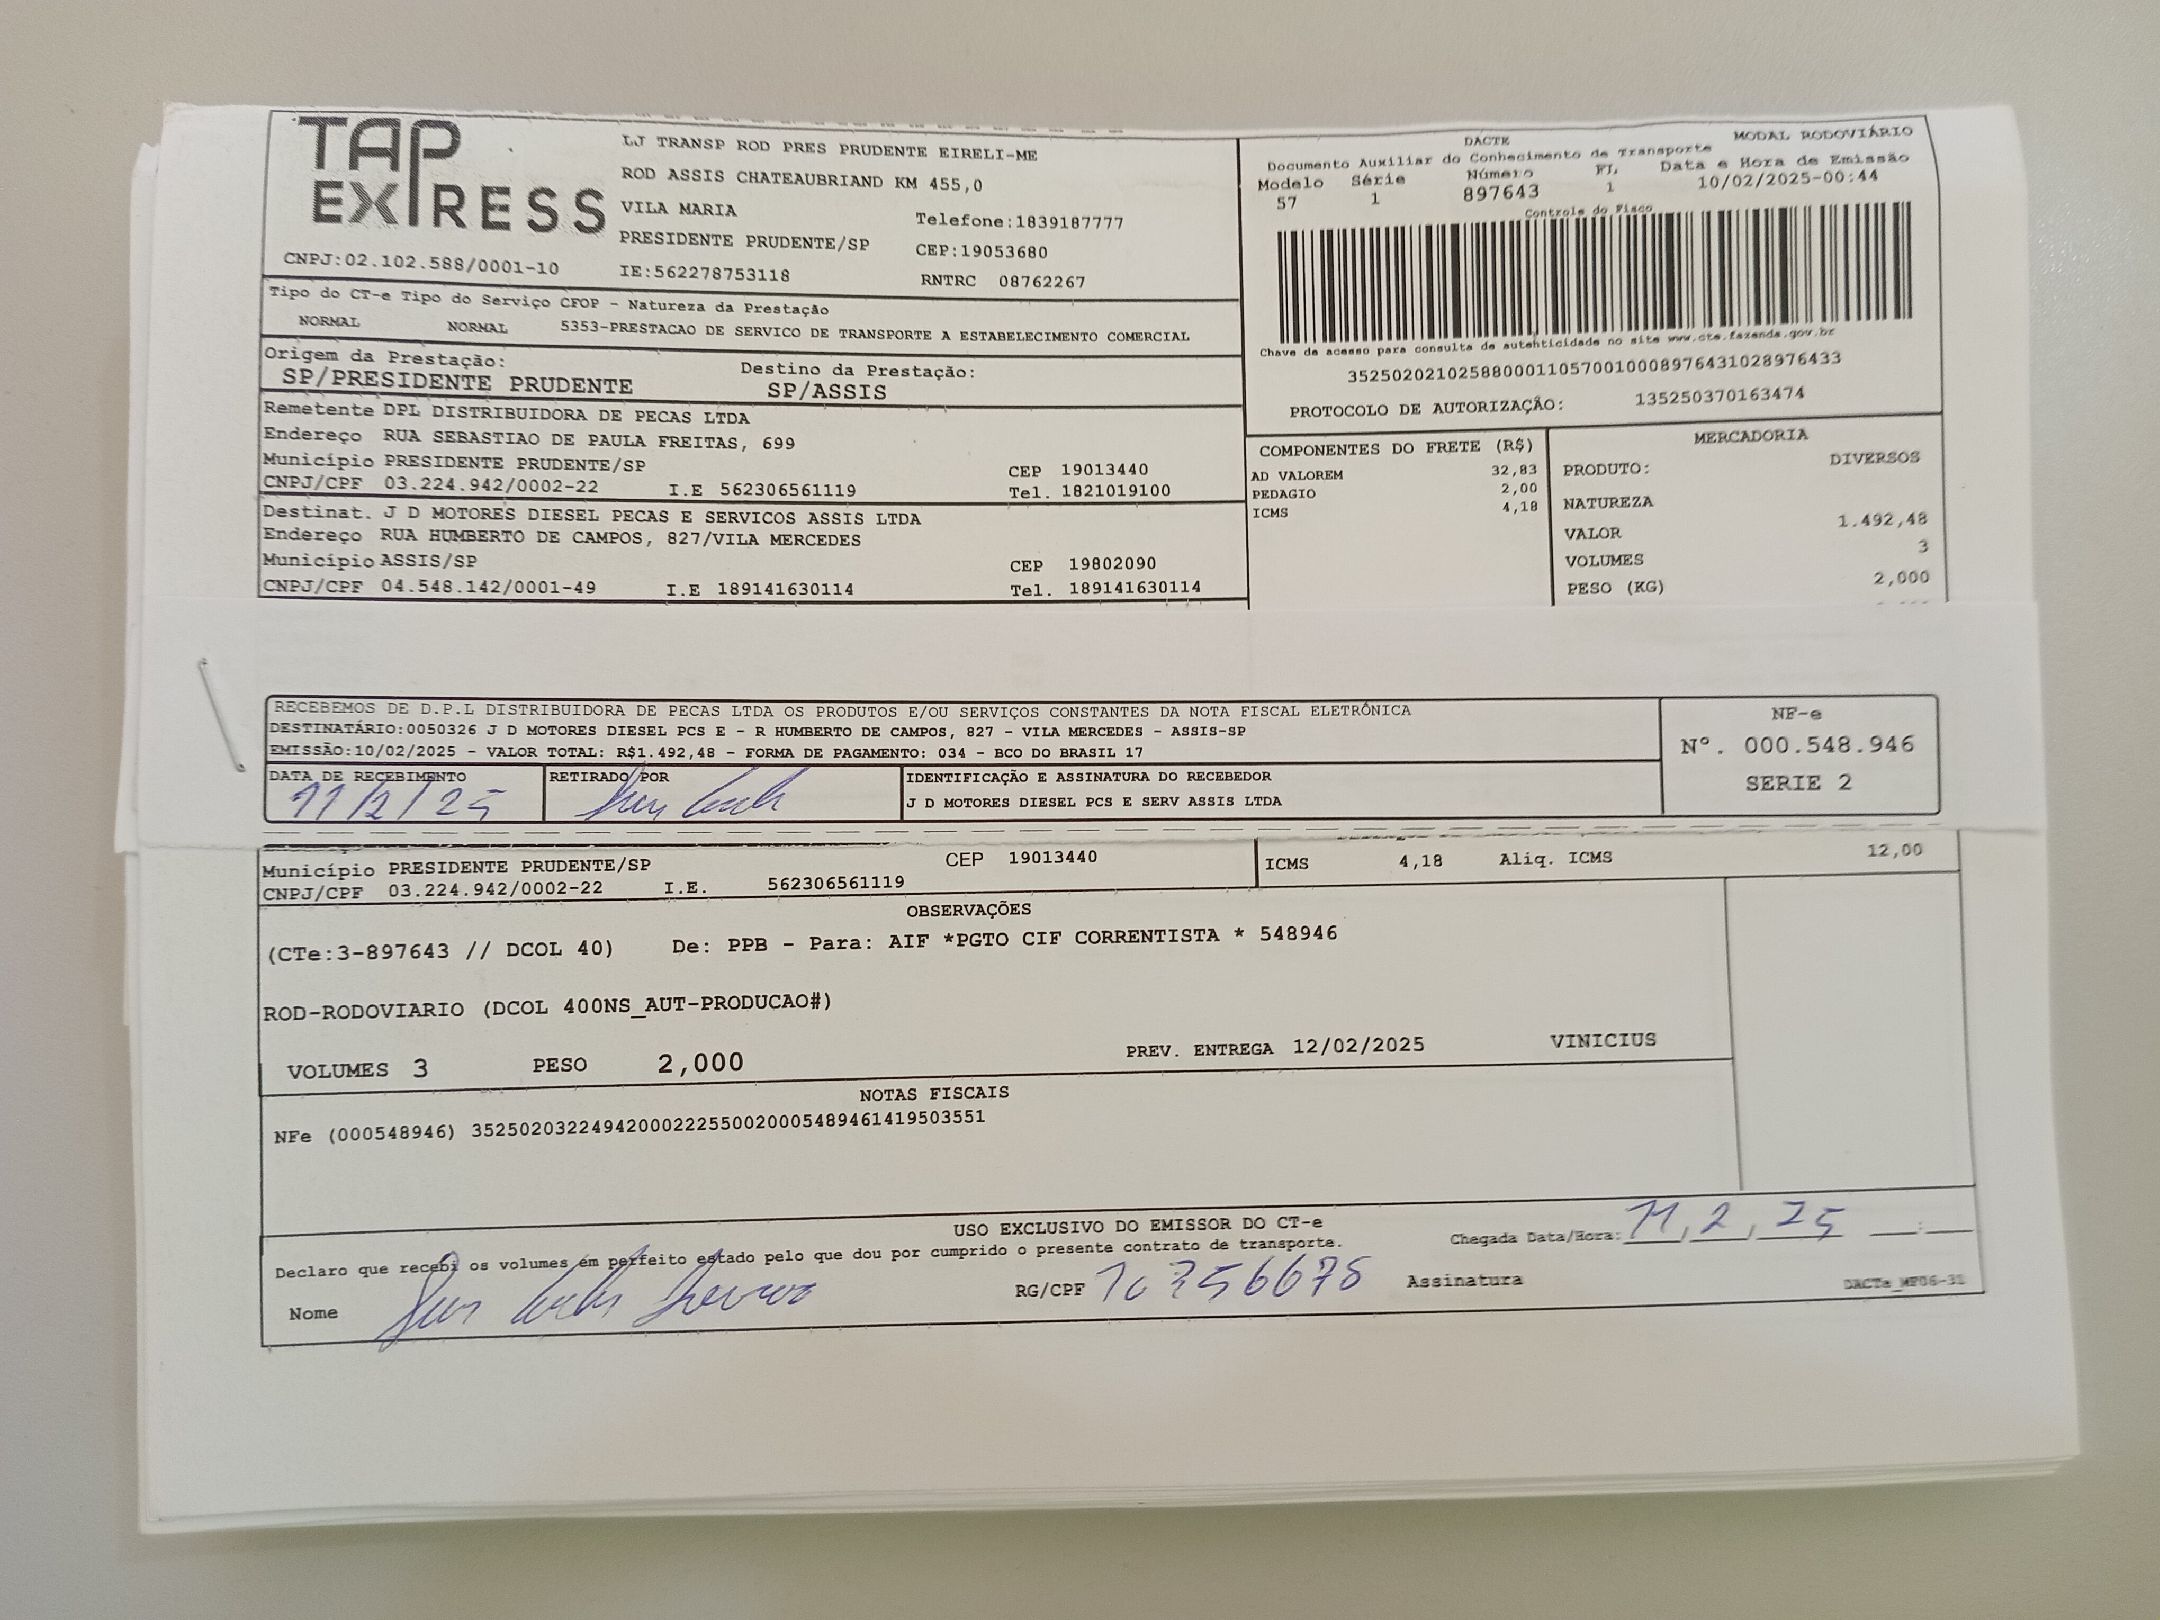 TAP EXPRESS
CNPJ:02.102.588/0001-10
LJ TRANSP ROD PRES PRUDENTE EIRELI-ME
ROD ASSIS CHATEAUBRIAND KM 455,0
VILA MARIA
Telefone:1839187777
PRESIDENTE PRUDENTE/SP
CEP:19053680
IE:562278753118
RNTRC 08762267
DACTE
MODAL RODOVIÁRIO
Documento Auxiliar do Conhecimento de Transporte
Modelo Série Número FL Data e Hora de Emissão
57 1 897643 1 10/02/2025-00:44
Controle do Fisco
Chave de acesso para consulta de autenticidade no site www.cte.fazenda.gov.br
35250202102588000110570010008976431028976433
PROTOCOLO DE AUTORIZAÇÃO: 135250370163474
Tipo do CT-e Tipo do Serviço CFOP - Natureza da Prestação
NORMAL NORMAL 5353-PRESTACAO DE SERVICO DE TRANSPORTE A ESTABELECIMENTO COMERCIAL
Origem da Prestação: Destino da Prestação:
SP/PRESIDENTE PRUDENTE SP/ASSIS
Remetente DPL DISTRIBUIDORA DE PECAS LTDA
Endereço RUA SEBASTIAO DE PAULA FREITAS, 699
Município PRESIDENTE PRUDENTE/SP CEP 19013440
CNPJ/CPF 03.224.942/0002-22 I.E 562306561119 Tel. 1821019100
Destinat. J D MOTORES DIESEL PECAS E SERVICOS ASSIS LTDA
Endereço RUA HUMBERTO DE CAMPOS, 827/VILA MERCEDES
Município ASSIS/SP CEP 19802090
CNPJ/CPF 04.548.142/0001-49 I.E 189141630114 Tel. 189141630114
COMPONENTES DO FRETE (R$)
AD VALOREM 32,83
PEDAGIO 2,00
ICMS 4,18
MERCADORIA
PRODUTO: DIVERSOS
NATUREZA
VALOR 1.492,48
VOLUMES 3
PESO (KG) 2,000
RECEBEMOS DE D.P.L DISTRIBUIDORA DE PECAS LTDA OS PRODUTOS E/OU SERVIÇOS CONSTANTES DA NOTA FISCAL ELETRÔNICA
DESTINATÁRIO:0050326 J D MOTORES DIESEL PCS E - R HUMBERTO DE CAMPOS, 827 - VILA MERCEDES - ASSIS-SP
EMISSÃO:10/02/2025 - VALOR TOTAL: R$1.492,48 - FORMA DE PAGAMENTO: 034 - BCO DO BRASIL 17
NF-e
Nº. 000.548.946
SERIE 2
DATA DE RECEBIMENTO RETIRADO POR IDENTIFICAÇÃO E ASSINATURA DO RECEBEDOR
11/2/25
J D MOTORES DIESEL PCS E SERV ASSIS LTDA
Município PRESIDENTE PRUDENTE/SP CEP 19013440
ICMS 4,18 Aliq. ICMS 12,00
CNPJ/CPF 03.224.942/0002-22 I.E. 562306561119
OBSERVAÇÕES
(CTe:3-897643 // DCOL 40) De: PPB - Para: AIF *PGTO CIF CORRENTISTA * 548946
ROD-RODOVIARIO (DCOL 400NS_AUT-PRODUCAO#)
VOLUMES 3 PESO 2,000 PREV. ENTREGA 12/02/2025 VINICIUS
NOTAS FISCAIS
NFe (000548946) 35250203224942000222550020005489461419503551
USO EXCLUSIVO DO EMISSOR DO CT-e
Declaro que recebi os volumes em perfeito estado pelo que dou por cumprido o presente contrato de transporte.
Chegada Data/Hora: 11/2/25
Nome RG/CPF Assinatura
DACTe_MF06-31